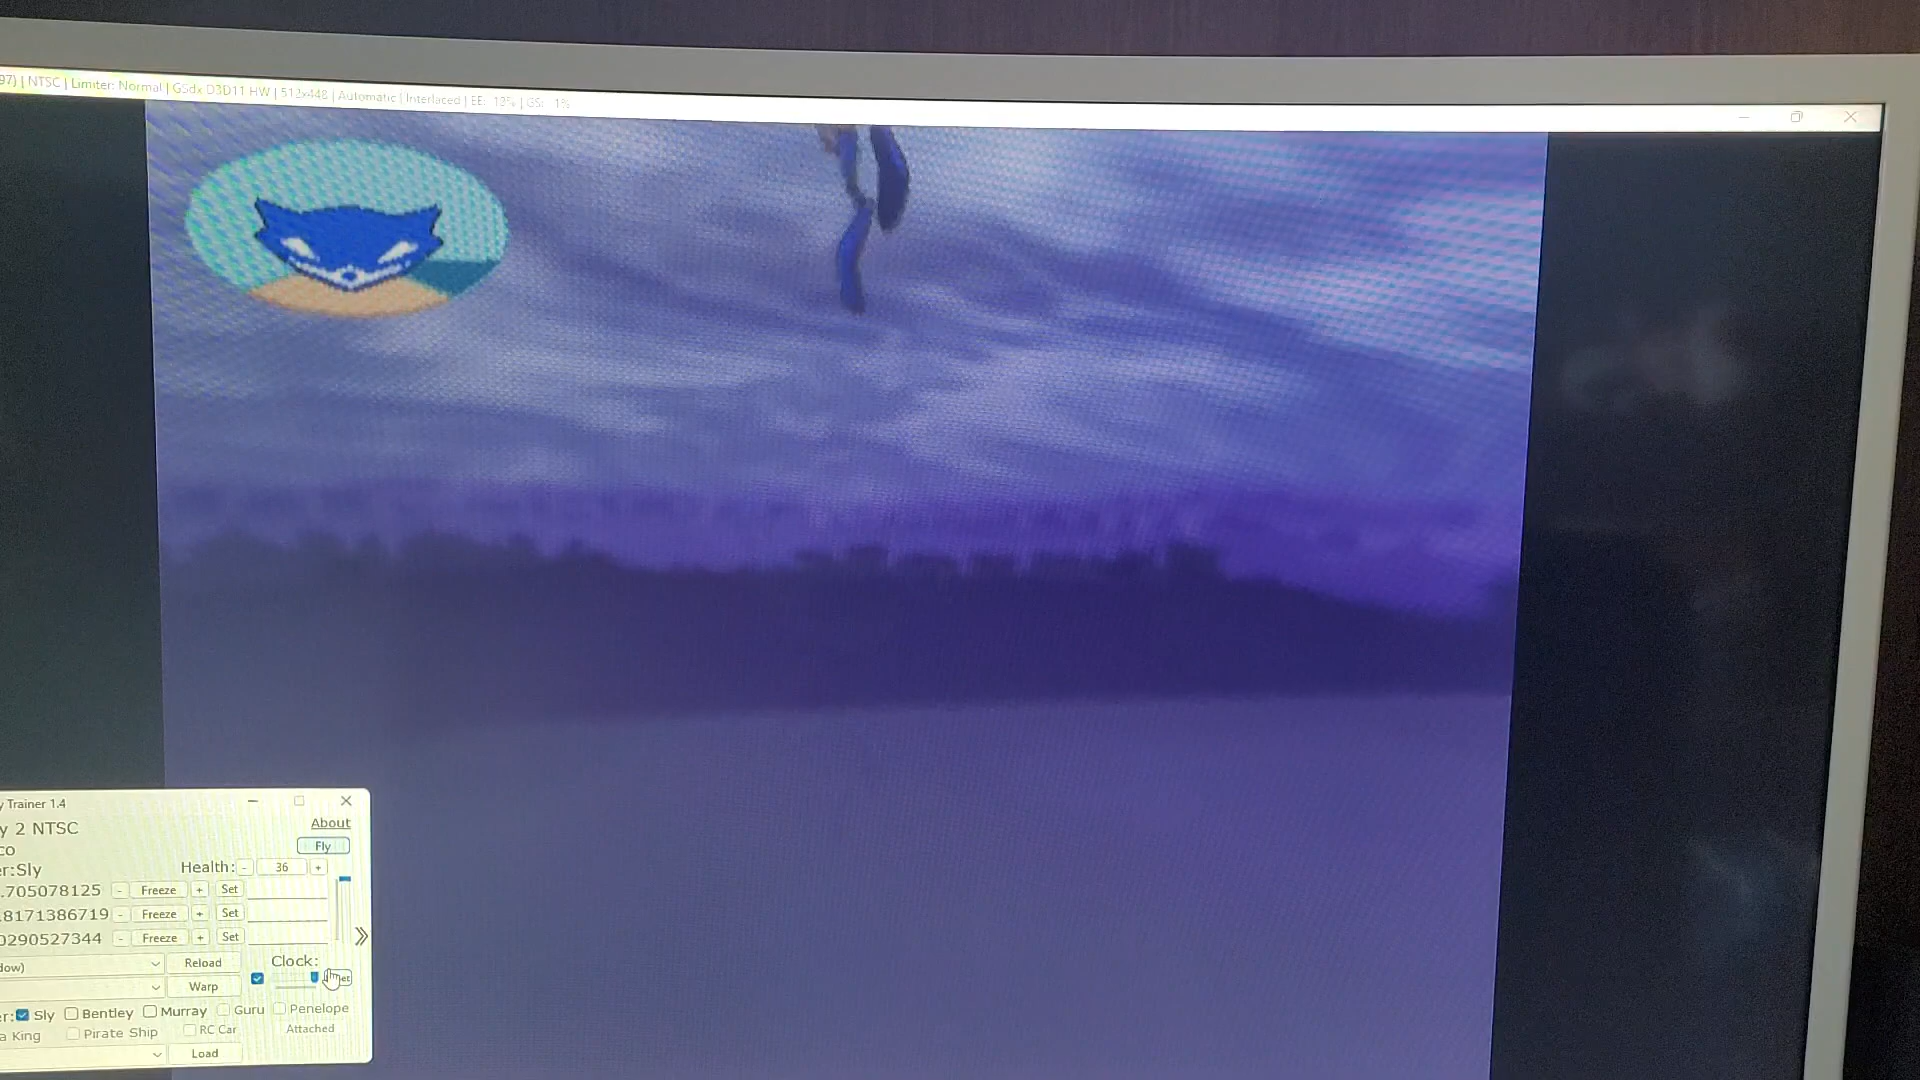 97) | NTSC | Limiter: Normal | GSdx D3D11 HW | 512x448 | Automatic | Interlaced | EE: 13% | GS: 1%
y Trainer 1.4
About
y 2 NTSC
Fly
co
Health: - 36 +
er:Sly
.705078125 - Freeze + Set
.8171386719 - Freeze + Set
0290527344 - Freeze + Set
Clock:
dow) Reload
Warp
er: Sly Bentley Murray Guru Penelope
a King Pirate Ship RC Car Attached
Load